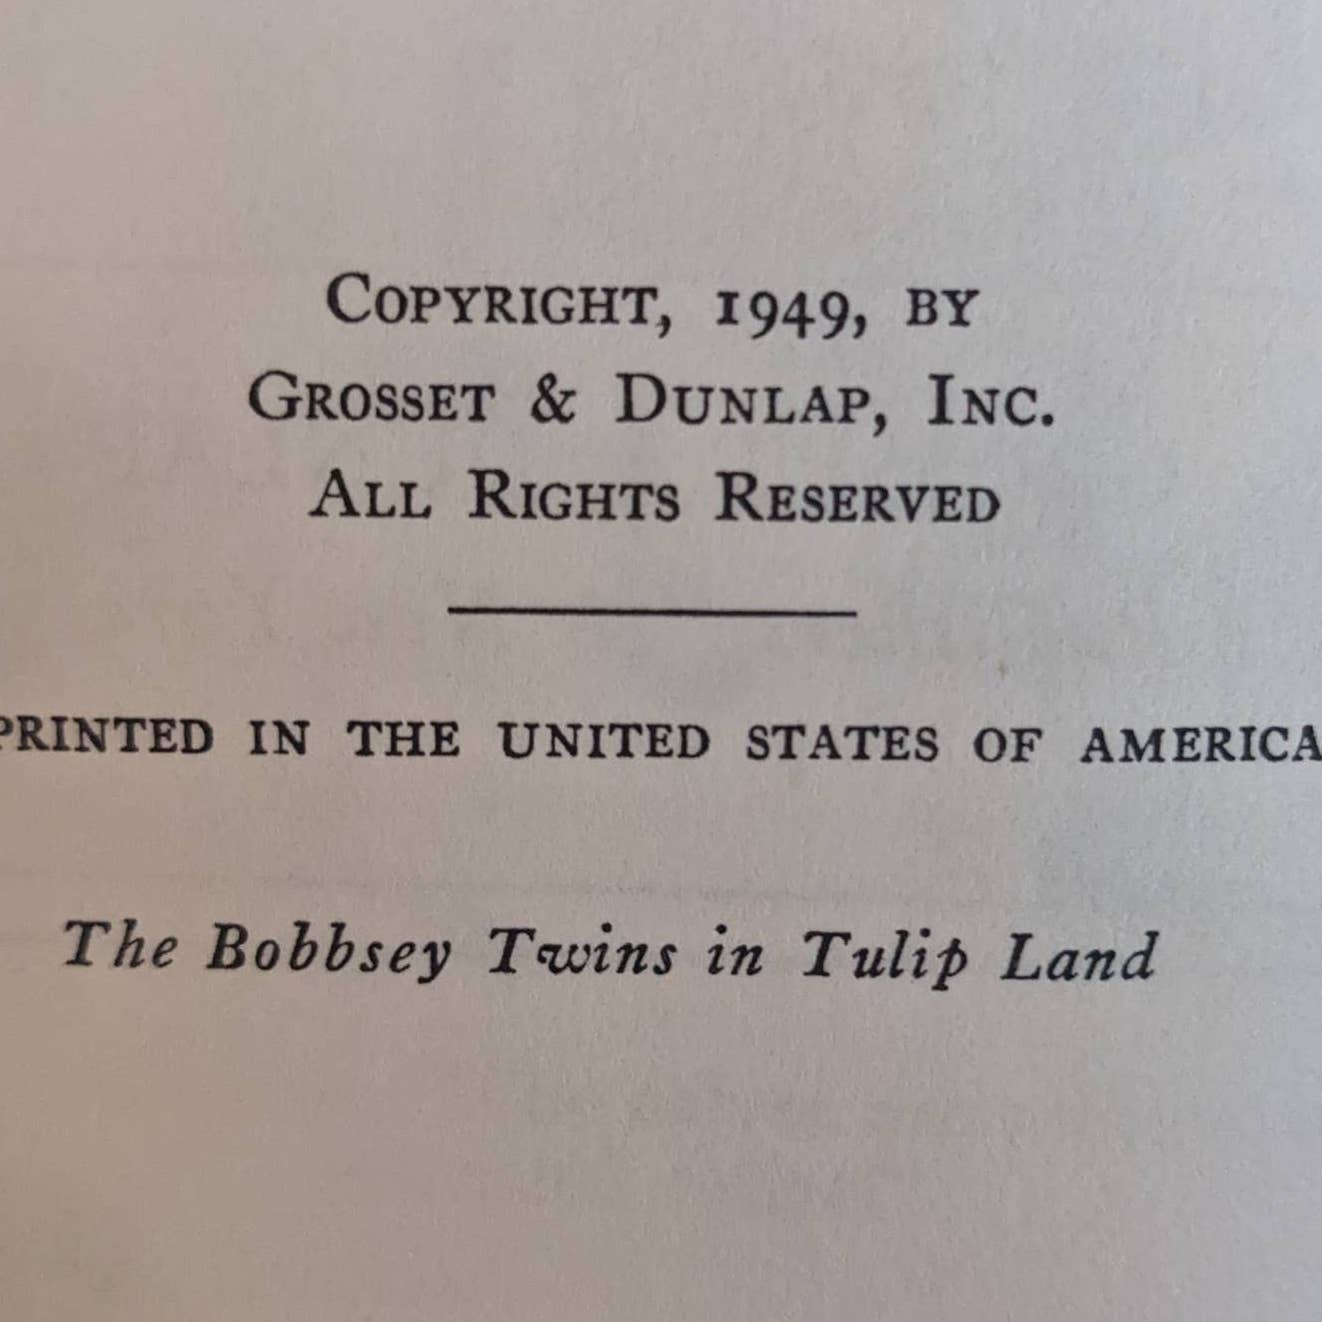 COPYRIGHT, 1949, BY
GROSSET & DUNLAP, INC.
ALL RIGHTS RESERVED
PRINTED IN THE UNITED STATES OF AMERICA
The Bobbsey Twins in Tulip Land